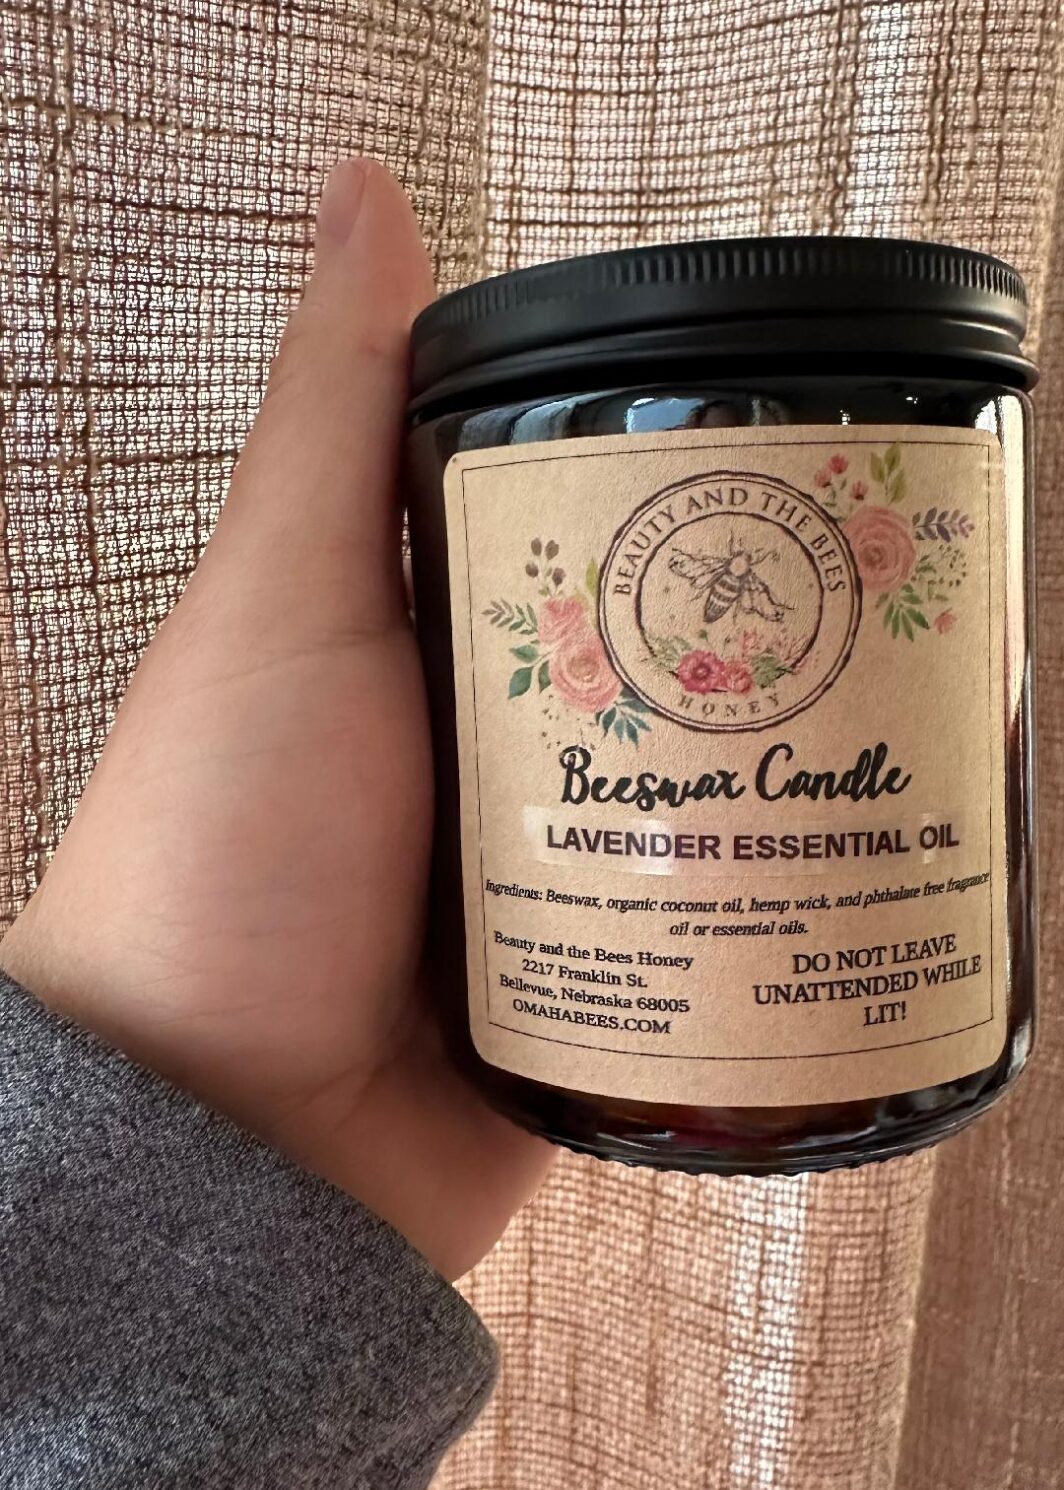 BEAUTY AND THE BEES
HONEY
Beeswax Candle
LAVENDER ESSENTIAL OIL
Ingredients: Beeswax, organic coconut oil, hemp wick, and phthalate free fragrance
oil or essential oils.
Beauty and the Bees Honey
2217 Franklin St.
Bellevue, Nebraska 68005
OMAHABEES.COM
DO NOT LEAVE
UNATTENDED WHILE
LIT!